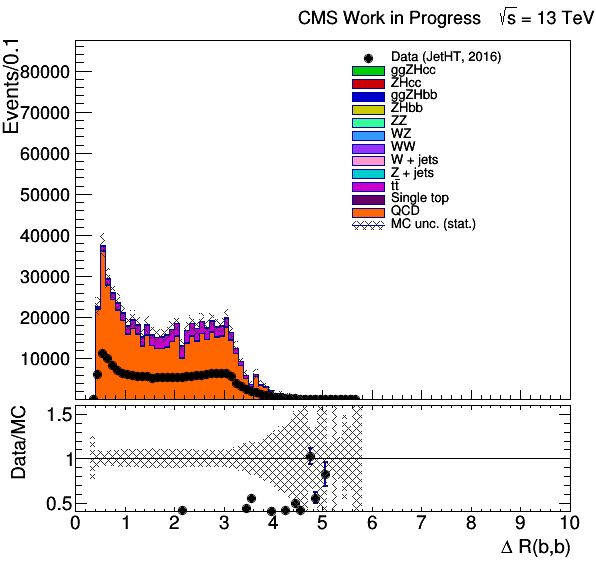 CMS Work in Progress √s = 13 TeV
Events/0.1
80000
70000
60000
50000
40000
30000
20000
10000
0
Data (JetHT, 2016)
ggZHcc
ZHcc
ggZHbb
ZHbb
ZZ
WZ
WW
W + jets
Z + jets
tt̄
Single top
QCD
MC unc. (stat.)
Data/MC
1.5
1
0.5
0 1 2 3 4 5 6 7 8 9 10
Δ R(b,b)